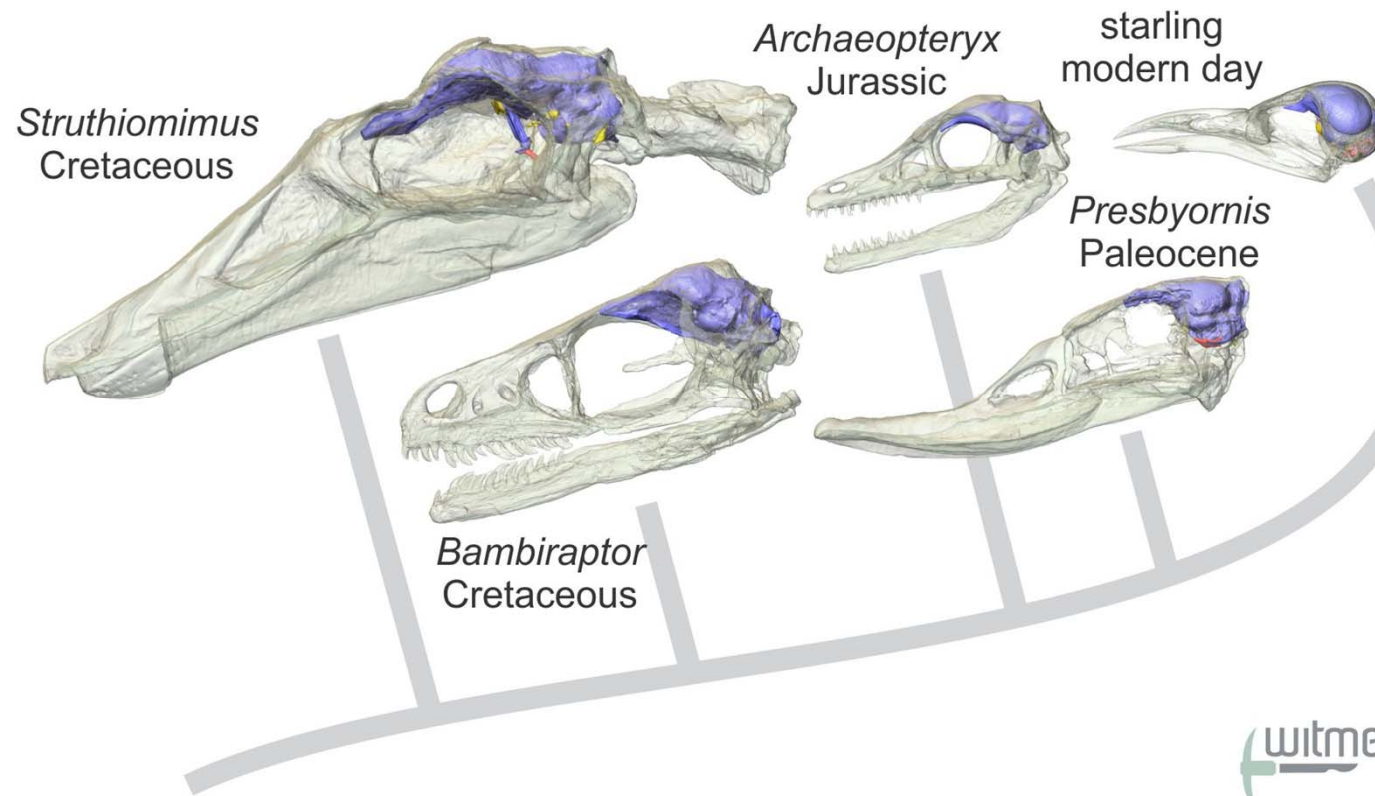 Struthiomimus
Cretaceous
Archaeopteryx
Jurassic
starling
modern day
Presbyornis
Paleocene
Bambiraptor
Cretaceous